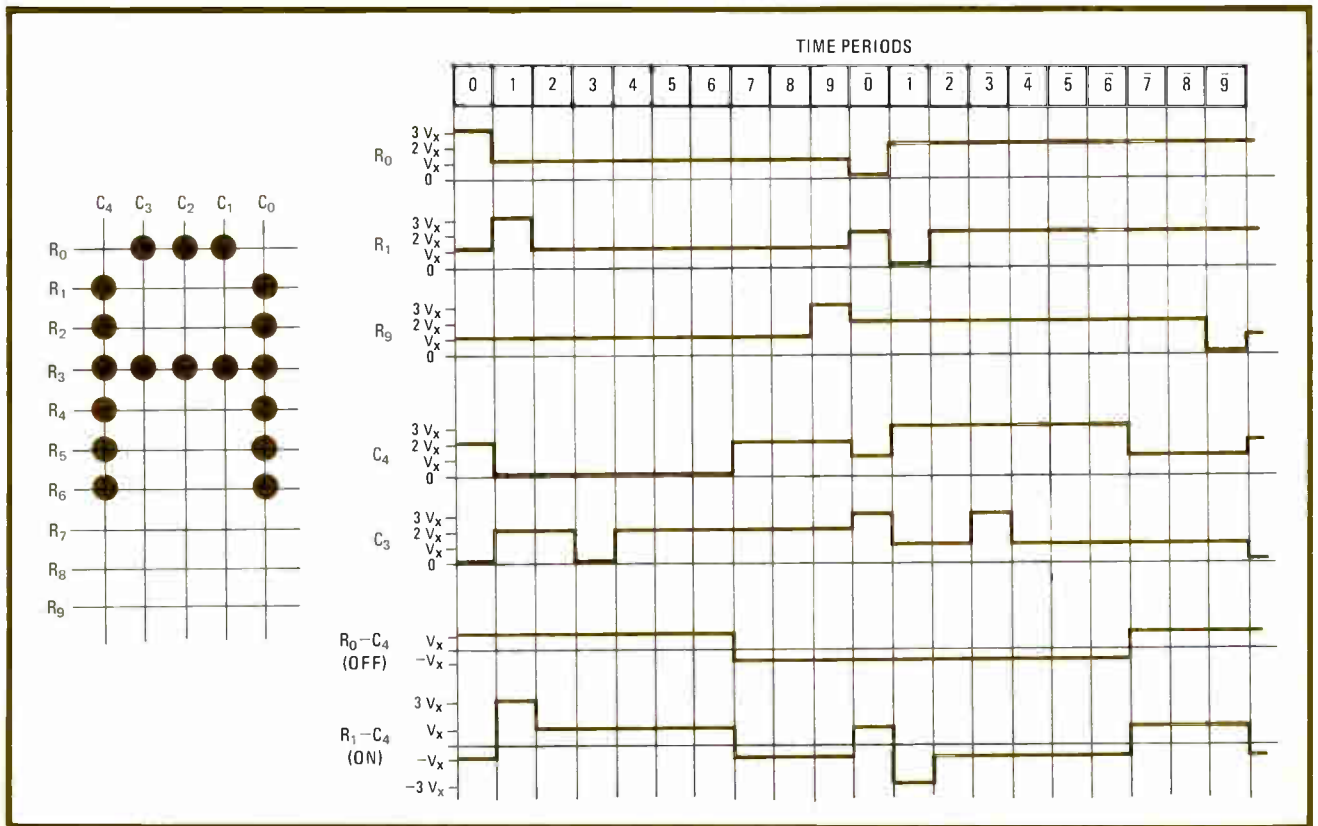 TIME PERIODS
0 1 2 3 4 5 6 7 8 9 0̄ 1̄ 2̄ 3̄ 4̄ 5̄ 6̄ 7̄ 8̄ 9̄
C₄ C₃ C₂ C₁ C₀
R₀
R₁
R₂
R₃
R₄
R₅
R₆
R₇
R₈
R₉
R₀
3 Vₓ
2 Vₓ
Vₓ
0
R₁
3 Vₓ
2 Vₓ
Vₓ
0
R₉
3 Vₓ
2 Vₓ
Vₓ
0
C₄
3 Vₓ
2 Vₓ
Vₓ
0
C₃
3 Vₓ
2 Vₓ
Vₓ
0
R₀–C₄
(OFF)
Vₓ
–Vₓ
R₁–C₄
(ON)
3 Vₓ
Vₓ
–Vₓ
–3 Vₓ